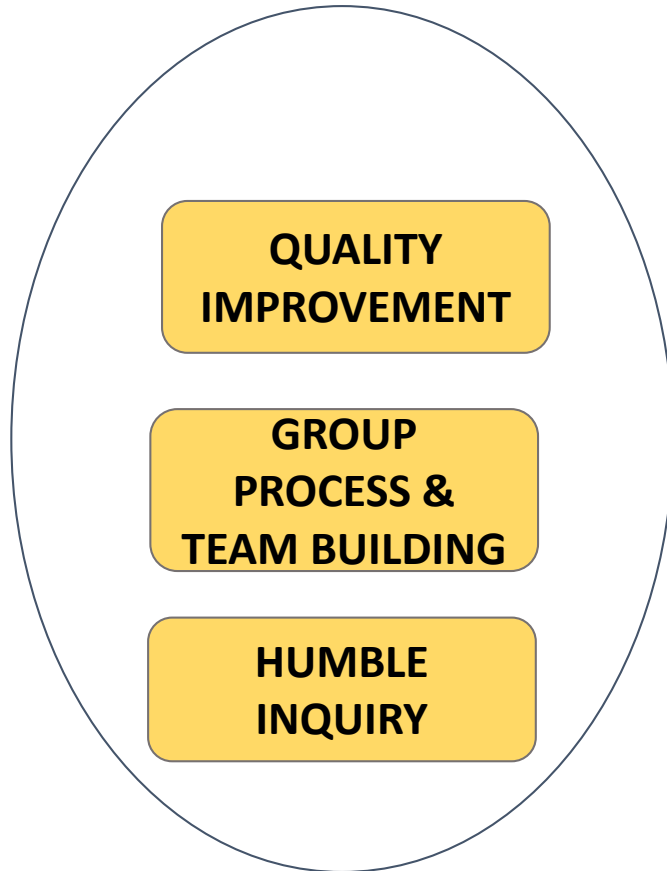 QUALITY
IMPROVEMENT
GROUP
PROCESS &
TEAM BUILDING
HUMBLE
INQUIRY